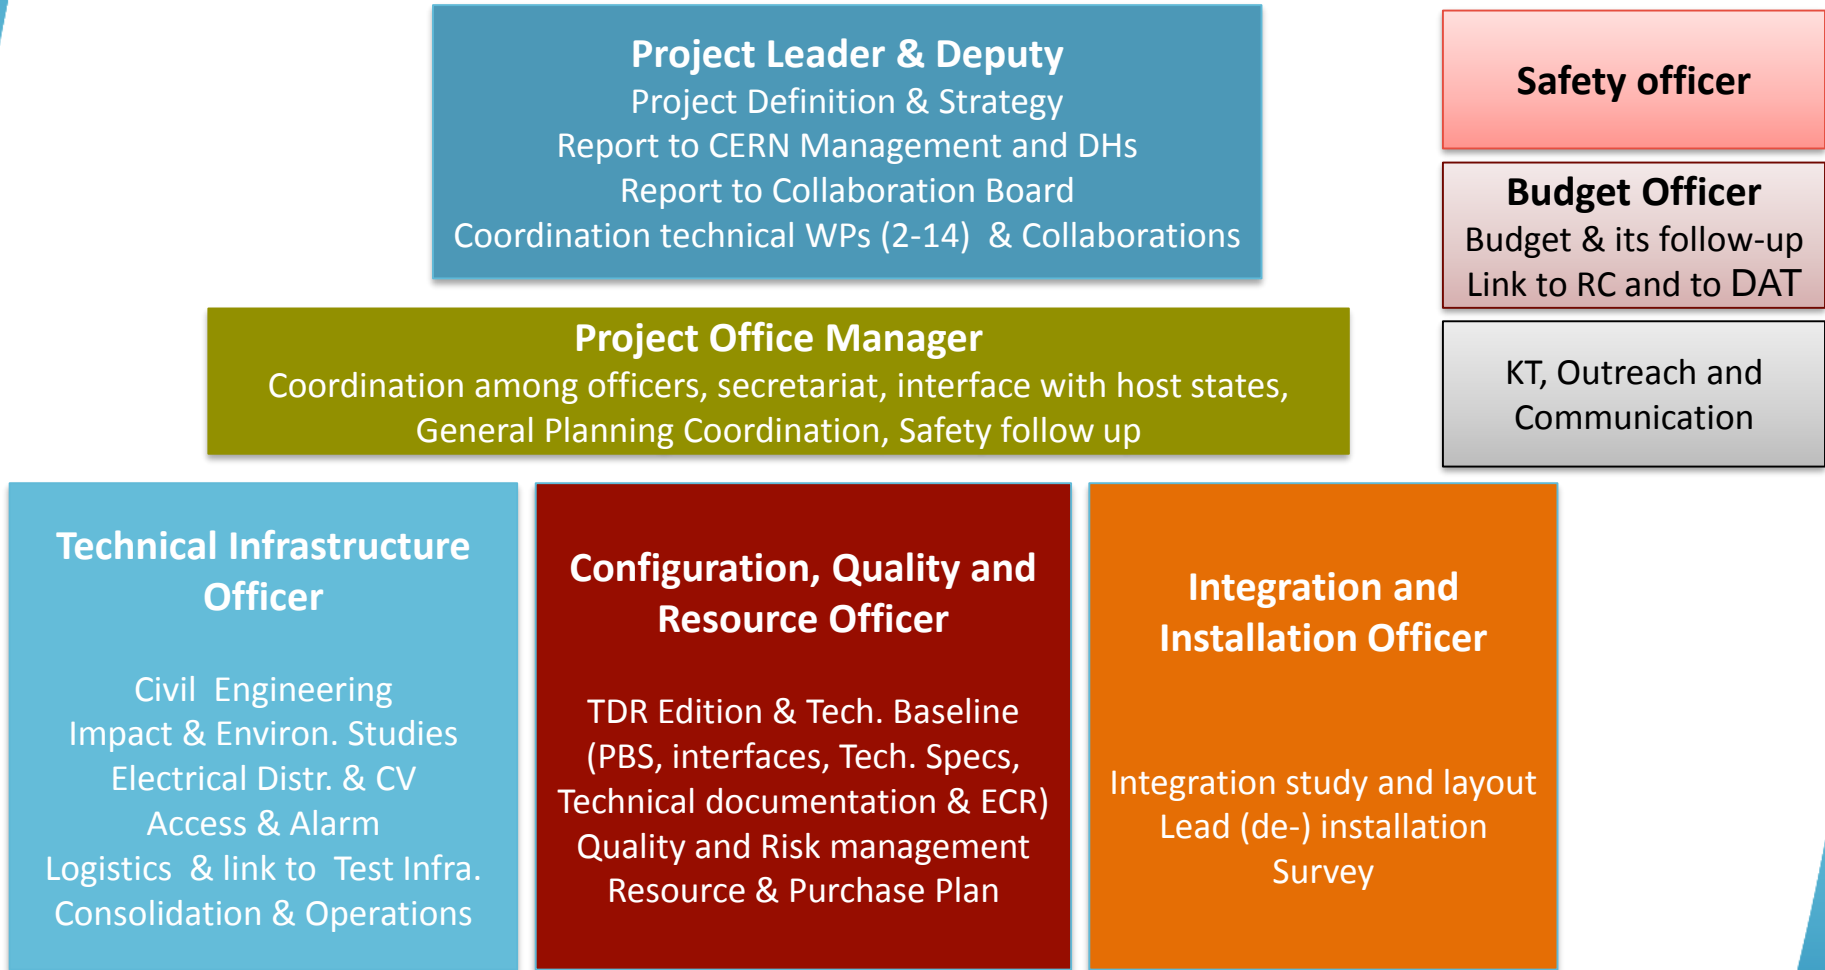 Project Leader & Deputy
Project Definition & Strategy
Report to CERN Management and DHs
Report to Collaboration Board
Coordination technical WPs (2-14) & Collaborations
Safety officer
Budget Officer
Budget & its follow-up
Link to RC and to DAT
KT, Outreach and
Communication
Project Office Manager
Coordination among officers, secretariat, interface with host states,
General Planning Coordination, Safety follow up
Technical Infrastructure
Officer
Civil Engineering
Impact & Environ. Studies
Electrical Distr. & CV
Access & Alarm
Logistics & link to Test Infra.
Consolidation & Operations
Configuration, Quality and
Resource Officer
TDR Edition & Tech. Baseline
(PBS, interfaces, Tech. Specs,
Technical documentation & ECR)
Quality and Risk management
Resource & Purchase Plan
Integration and
Installation Officer
Integration study and layout
Lead (de-) installation
Survey